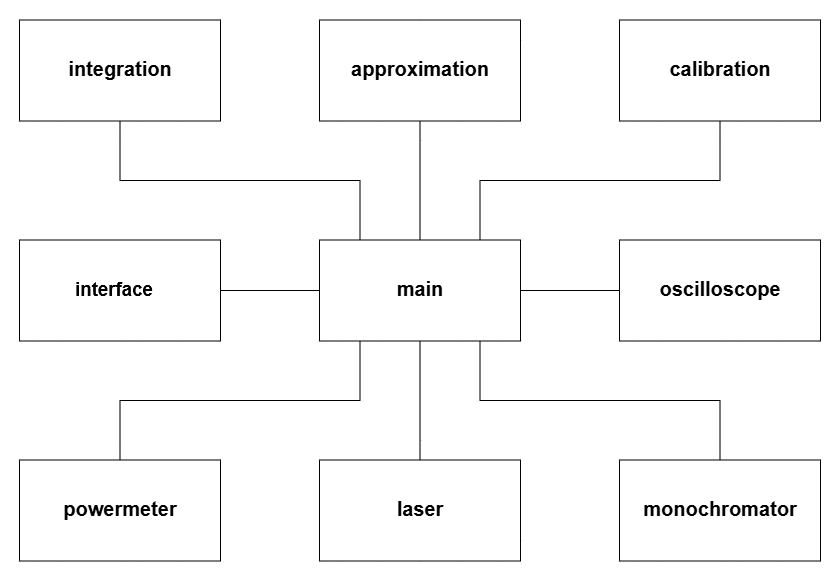 integration
approximation
calibration
interface
main
oscilloscope
powermeter
laser
monochromator